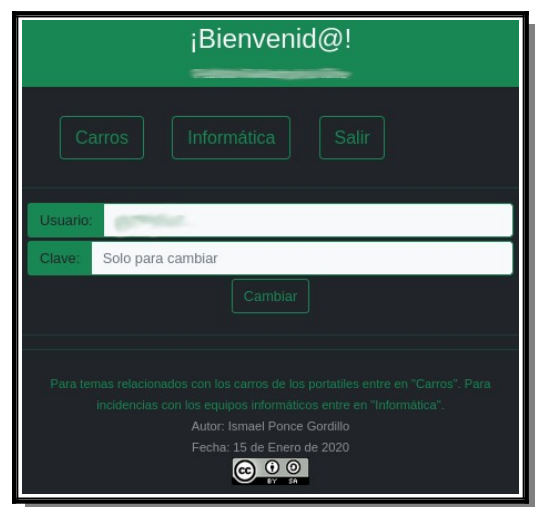 ¡Bienvenid@!
Carros Informática Salir
Usuario:
Clave: Solo para cambiar
Cambiar
Para temas relacionados con los carros de los portatiles entre en "Carros". Para
incidencias con los equipos informáticos entre en "Informática".
Autor: Ismael Ponce Gordillo
Fecha: 15 de Enero de 2020
cc BY SA